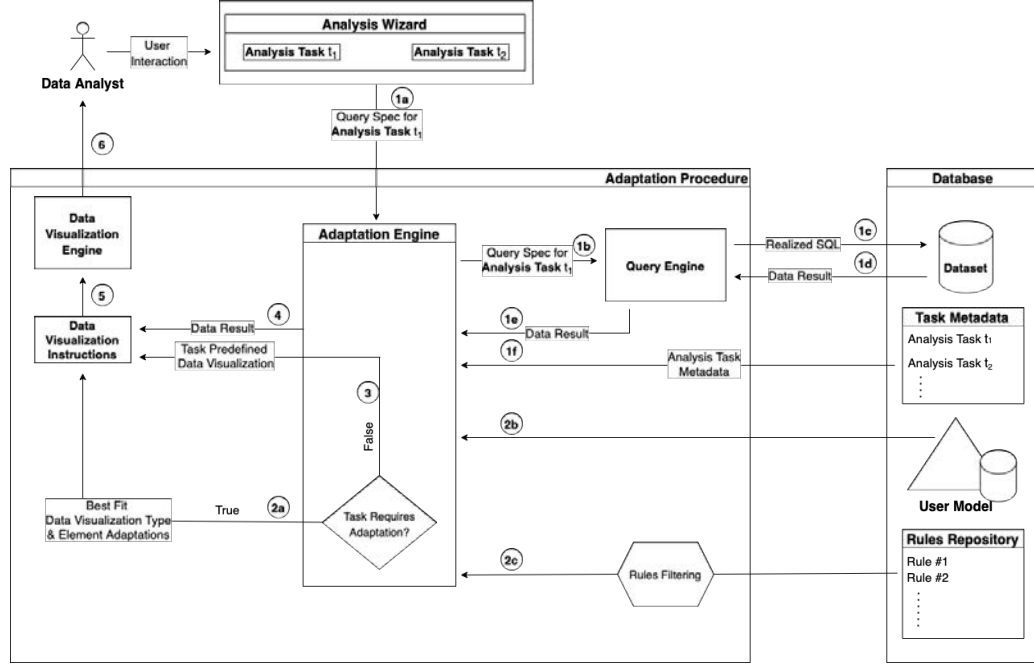 Analysis Wizard
Analysis Task t1
Analysis Task t2
User
Interaction
Data Analyst
1a
Query Spec for
Analysis Task t1
6
Adaptation Procedure
Database
Data
Visualization
Engine
Adaptation Engine
Query Spec for
Analysis Task t1
1b
Query Engine
Realized SQL
1c
Data Result
1d
Dataset
5
Data
Visualization
Instructions
Data Result
4
Task Predefined
Data Visualization
1e
Data Result
1f
Analysis Task
Metadata
Task Metadata
Analysis Task t1
Analysis Task t2
3
False
2b
User Model
Best Fit
Data Visualization Type
& Element Adaptations
True
2a
Task Requires
Adaptation?
2c
Rules Filtering
Rules Repository
Rule #1
Rule #2